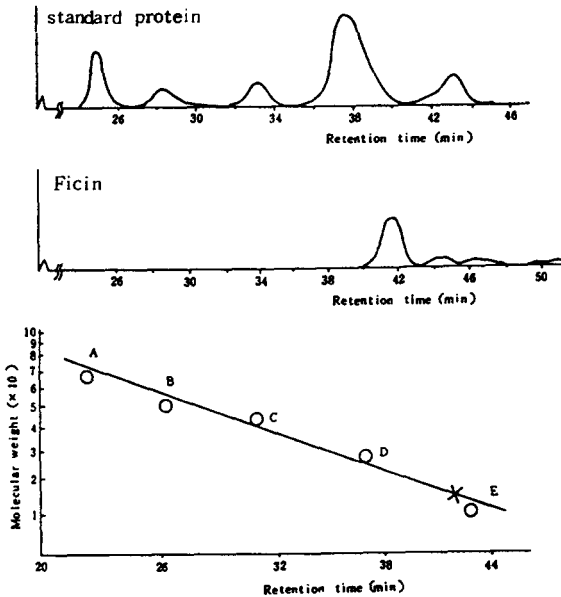 standard protein
26 30 34 38 42 46
Retention time (min)
Ficin
26 30 34 38 42 46 50
Retention time (min)
10
9
8
7
6
5
4
3
2
1
Molecular weight (×10)
A
B
C
D
E
20 26 32 38 44
Retention time (min)